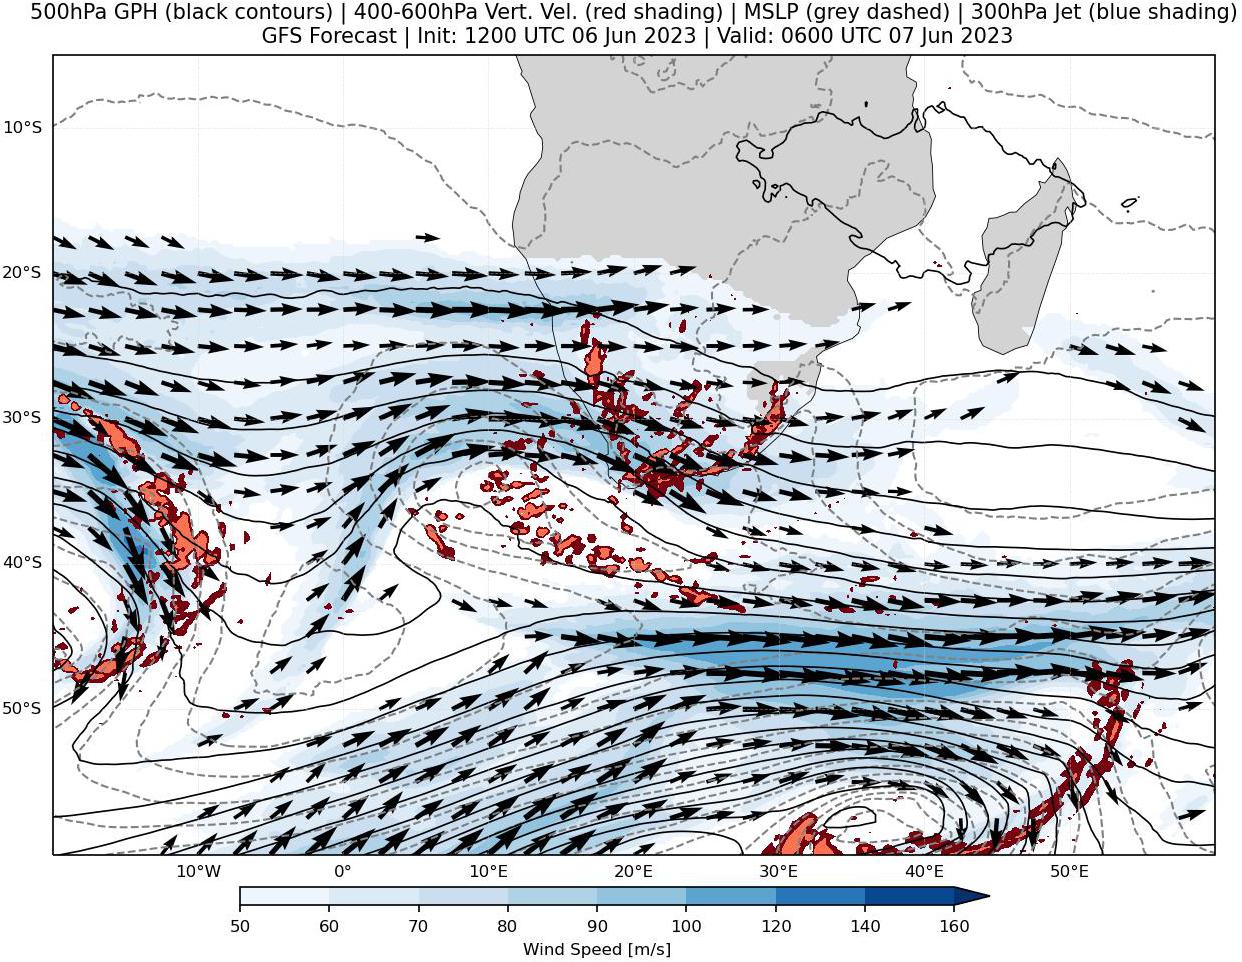 500hPa GPH (black contours) | 400-600hPa Vert. Vel. (red shading) | MSLP (grey dashed) | 300hPa Jet (blue shading)
GFS Forecast | Init: 1200 UTC 06 Jun 2023 | Valid: 0600 UTC 07 Jun 2023
10°S
20°S
30°S
40°S
50°S
10°W 0° 10°E 20°E 30°E 40°E 50°E
50 60 70 80 90 100 120 140 160
Wind Speed [m/s]